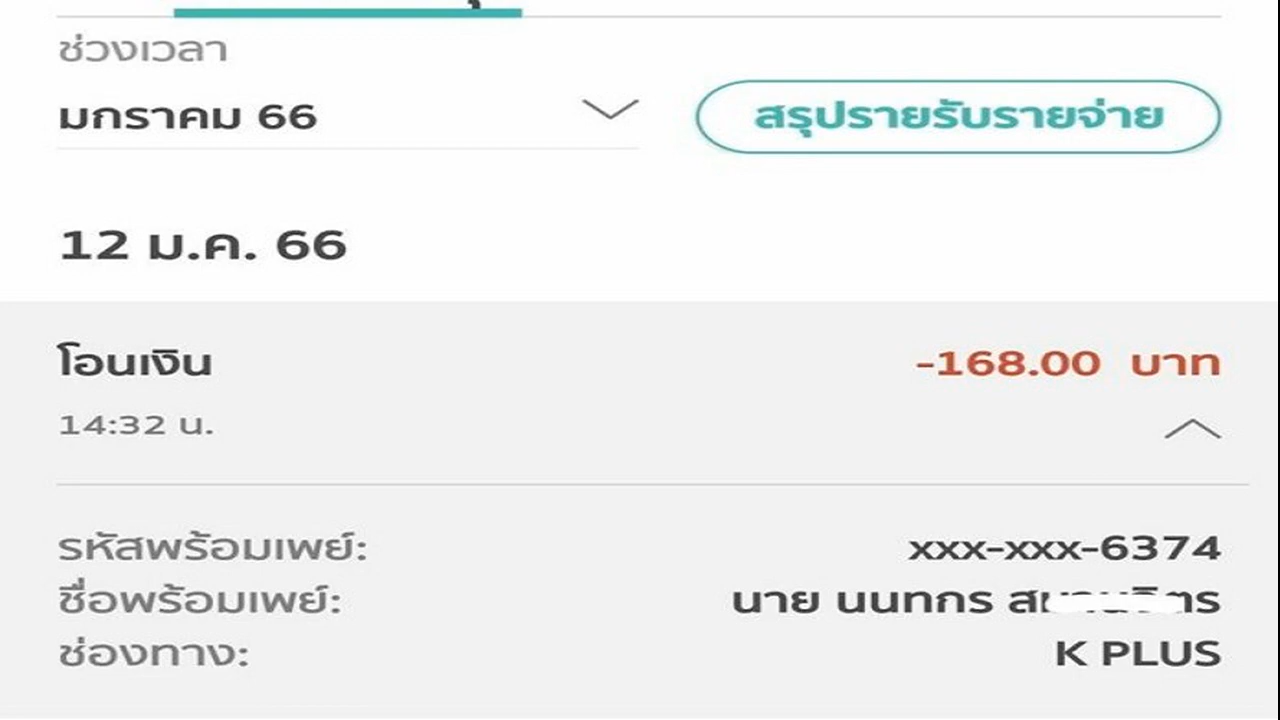 ช่วงเวลา
มกราคม 66
สรุปรายรับรายจ่าย
12 ม.ค. 66
โอนเงิน -168.00 บาท
14:32 น.
รหัสพร้อมเพย์: xxx-xxx-6374
ชื่อพร้อมเพย์: นาย นนทกร
ช่องทาง: K PLUS